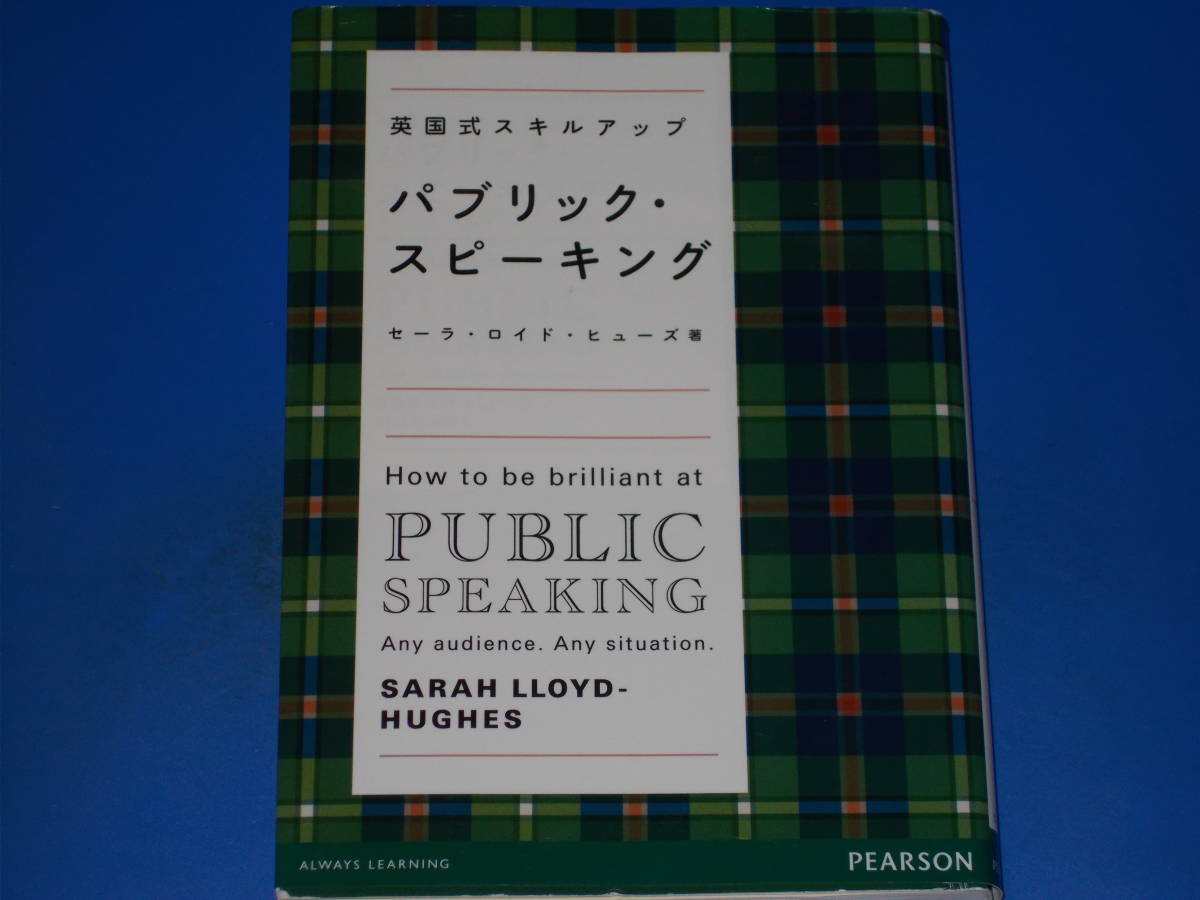 英国式スキルアップ
パブリック・
スピーキング
セーラ・ロイド・ヒューズ著
How to be brilliant at
PUBLIC
SPEAKING
Any audience. Any situation.
SARAH LLOYD-
HUGHES
ALWAYS LEARNING
PEARSON